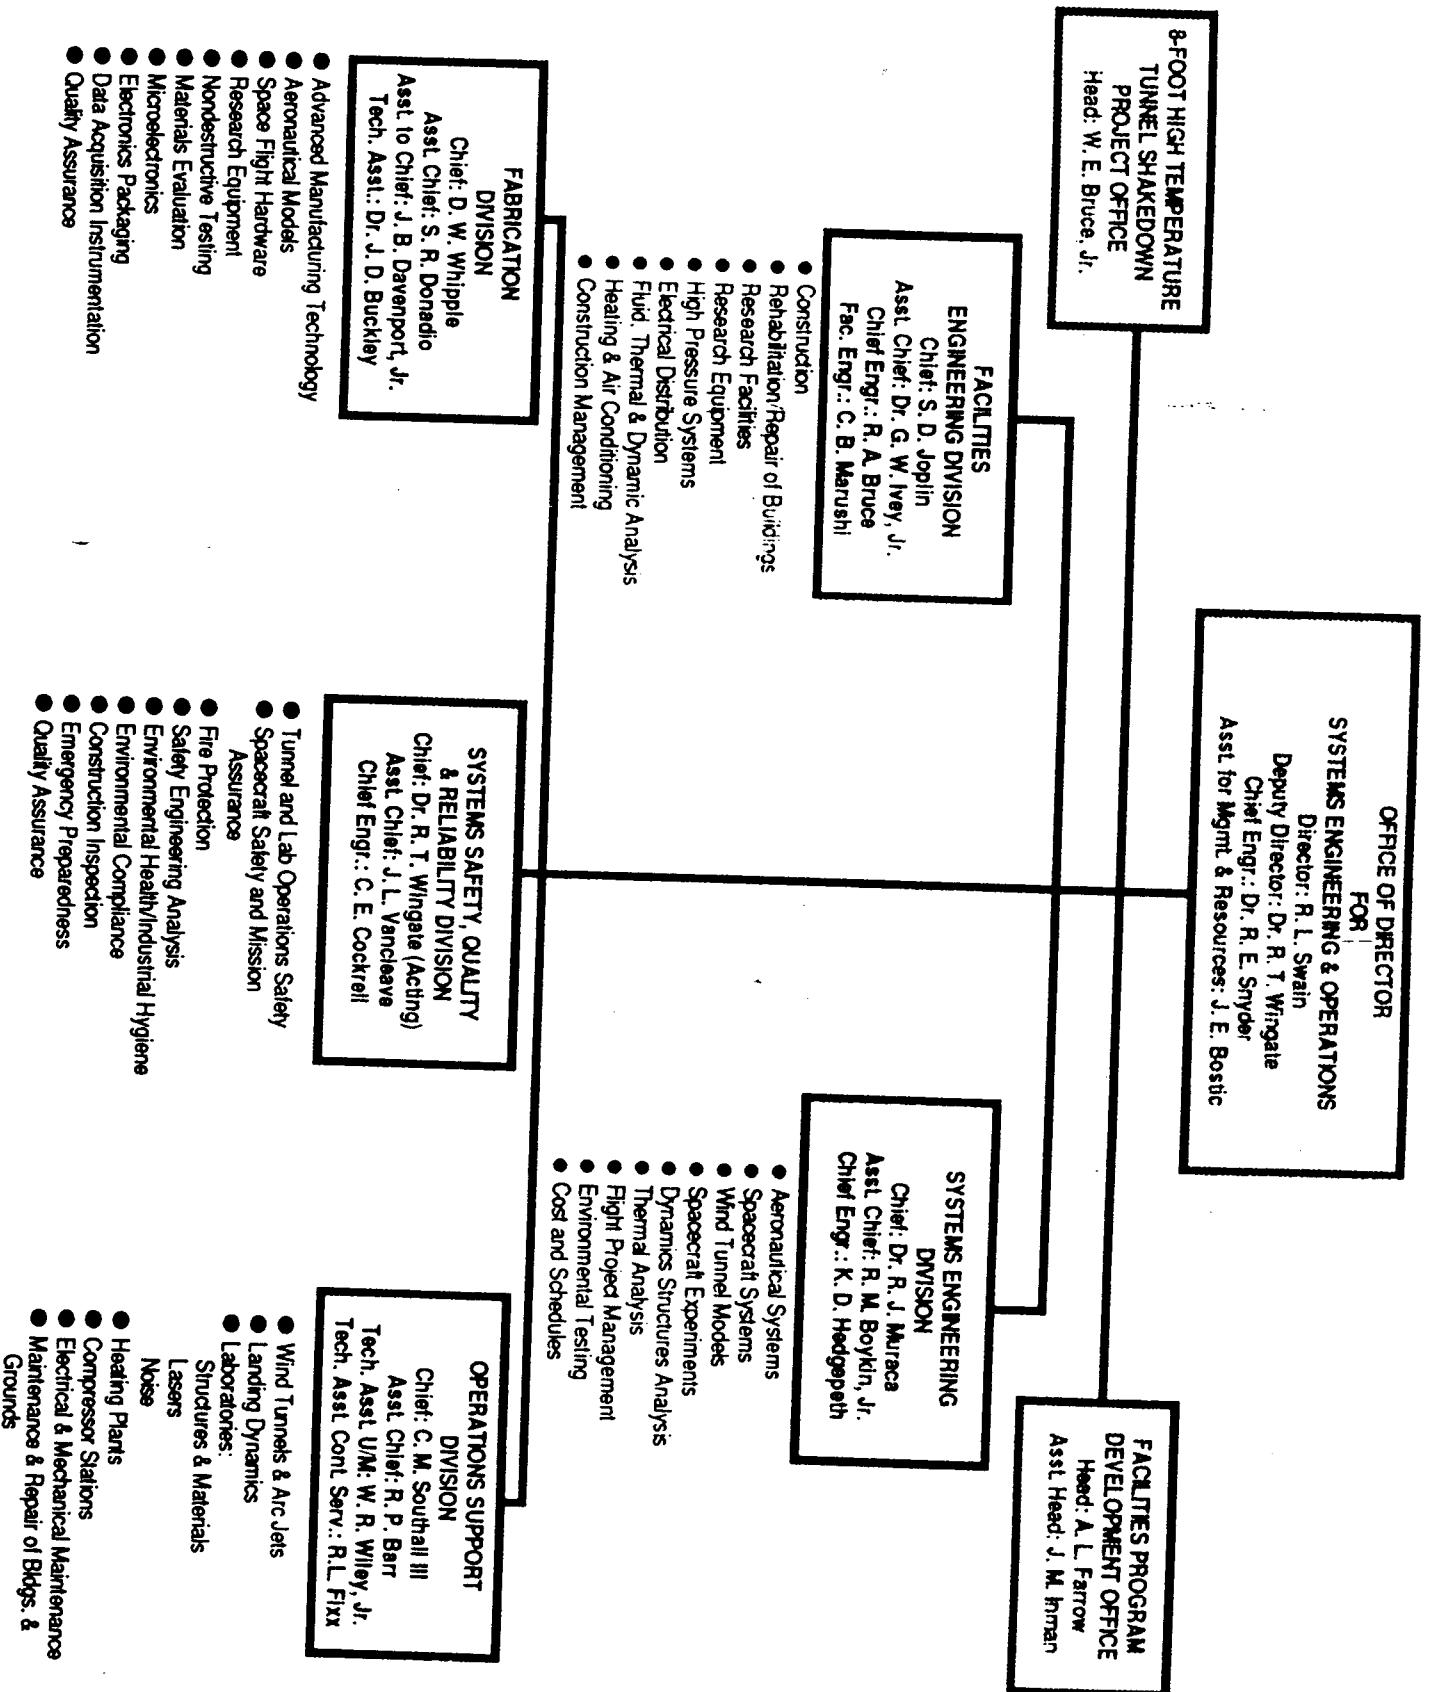 OFFICE OF DIRECTOR
FOR
SYSTEMS ENGINEERING & OPERATIONS
Director: R. L. Swain
Deputy Director: Dr. R. T. Wingate
Chief Engr.: Dr. R. E. Snyder
Asst. for Mgmt. & Resources: J. E. Bostic
8-FOOT HIGH TEMPERATURE
TUNNEL SHAKEDOWN
PROJECT OFFICE
Head: W. E. Bruce, Jr.
FACILITIES PROGRAM
DEVELOPMENT OFFICE
Head: A. L. Farrow
Asst. Head: J. M. Inman
FACILITIES
ENGINEERING DIVISION
Chief: S. D. Joplin
Asst. Chief: Dr. G. W. Ivey, Jr.
Chief Engr.: R. A. Bruce
Fac. Engr.: C. B. Marushi
● Construction
● Rehabilitation/Repair of Buildings
● Research Facilities
● Research Equipment
● High Pressure Systems
● Electrical Distribution
● Fluid, Thermal & Dynamic Analysis
● Heating & Air Conditioning
● Construction Management
SYSTEMS ENGINEERING
DIVISION
Chief: Dr. R. J. Muraca
Asst. Chief: R. M. Boykin, Jr.
Chief Engr.: K. D. Hedgepeth
● Aeronautical Systems
● Spacecraft Systems
● Wind Tunnel Models
● Spacecraft Experiments
● Dynamics Structures Analysis
● Thermal Analysis
● Flight Project Management
● Environmental Testing
● Cost and Schedules
FABRICATION
DIVISION
Chief: D. W. Whipple
Asst. Chief: S. R. Donadio
Asst. to Chief: J. B. Davenport, Jr.
Tech. Asst.: Dr. J. D. Buckley
● Advanced Manufacturing Technology
● Aeronautical Models
● Space Flight Hardware
● Research Equipment
● Nondestructive Testing
● Materials Evaluation
● Microelectronics
● Electronics Packaging
● Data Acquisition Instrumentation
● Quality Assurance
SYSTEMS SAFETY, QUALITY
& RELIABILITY DIVISION
Chief: Dr. R. T. Wingate (Acting)
Asst. Chief: J. L. Vancleave
Chief Engr.: C. E. Cockrell
● Tunnel and Lab Operations Safety
● Spacecraft Safety and Mission
Assurance
● Fire Protection
● Safety Engineering Analysis
● Environmental Health/Industrial Hygiene
● Environmental Compliance
● Construction Inspection
● Emergency Preparedness
● Quality Assurance
OPERATIONS SUPPORT
DIVISION
Chief: C. M. Southall III
Asst. Chief: R. P. Barr
Tech. Asst. U/M: W. R. Wiley, Jr.
Tech. Asst. Cont. Serv.: R.L. Fixx
● Wind Tunnels & Arc Jets
● Landing Dynamics
● Laboratories:
Structures & Materials
Lasers
Noise
● Heating Plants
● Compressor Stations
● Electrical & Mechanical Maintenance
● Maintenance & Repair of Bldgs. &
Grounds